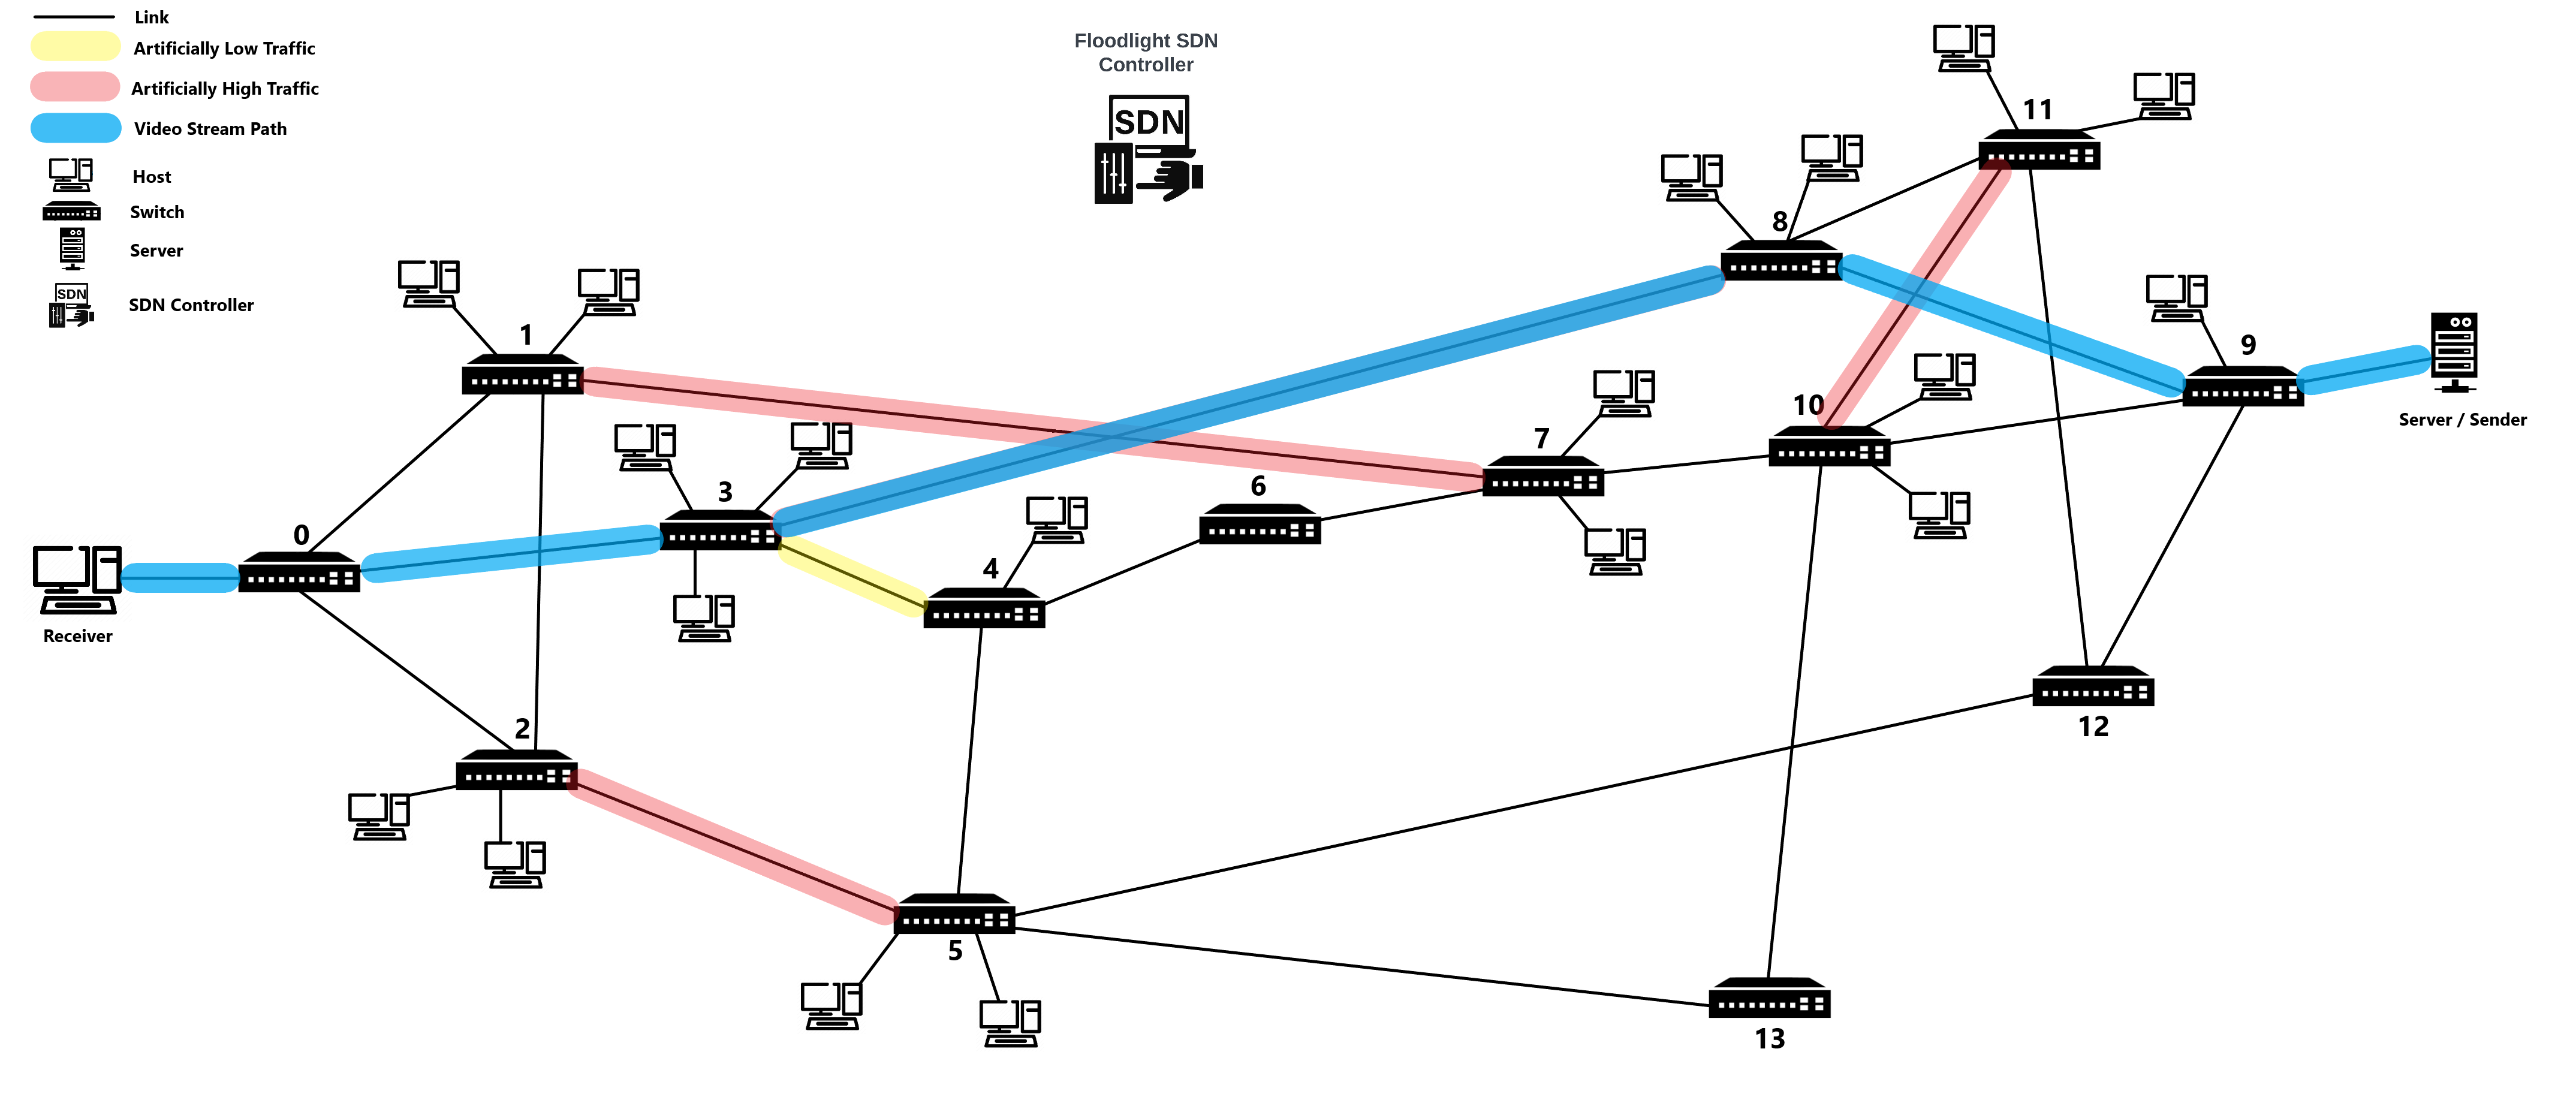 Link
Artificially Low Traffic
Artificially High Traffic
Video Stream Path
Host
Switch
Server
SDN
SDN Controller
Floodlight SDN
Controller
SDN
11
8
1
9
10
7
3
6
0
4
2
5
12
13
Server / Sender
Receiver